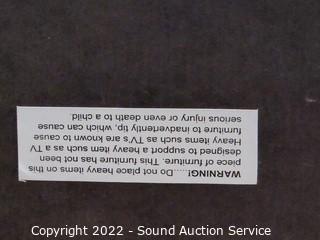 WARNING!......Do not place heavy items on this
piece of furniture. This furniture has not been
designed to support a heavy item such as a TV
Heavy items such as TV's are known to cause
furniture to inadvertently tip, which can cause
serious injury or even death to a child.
Copyright 2022 - Sound Auction Service